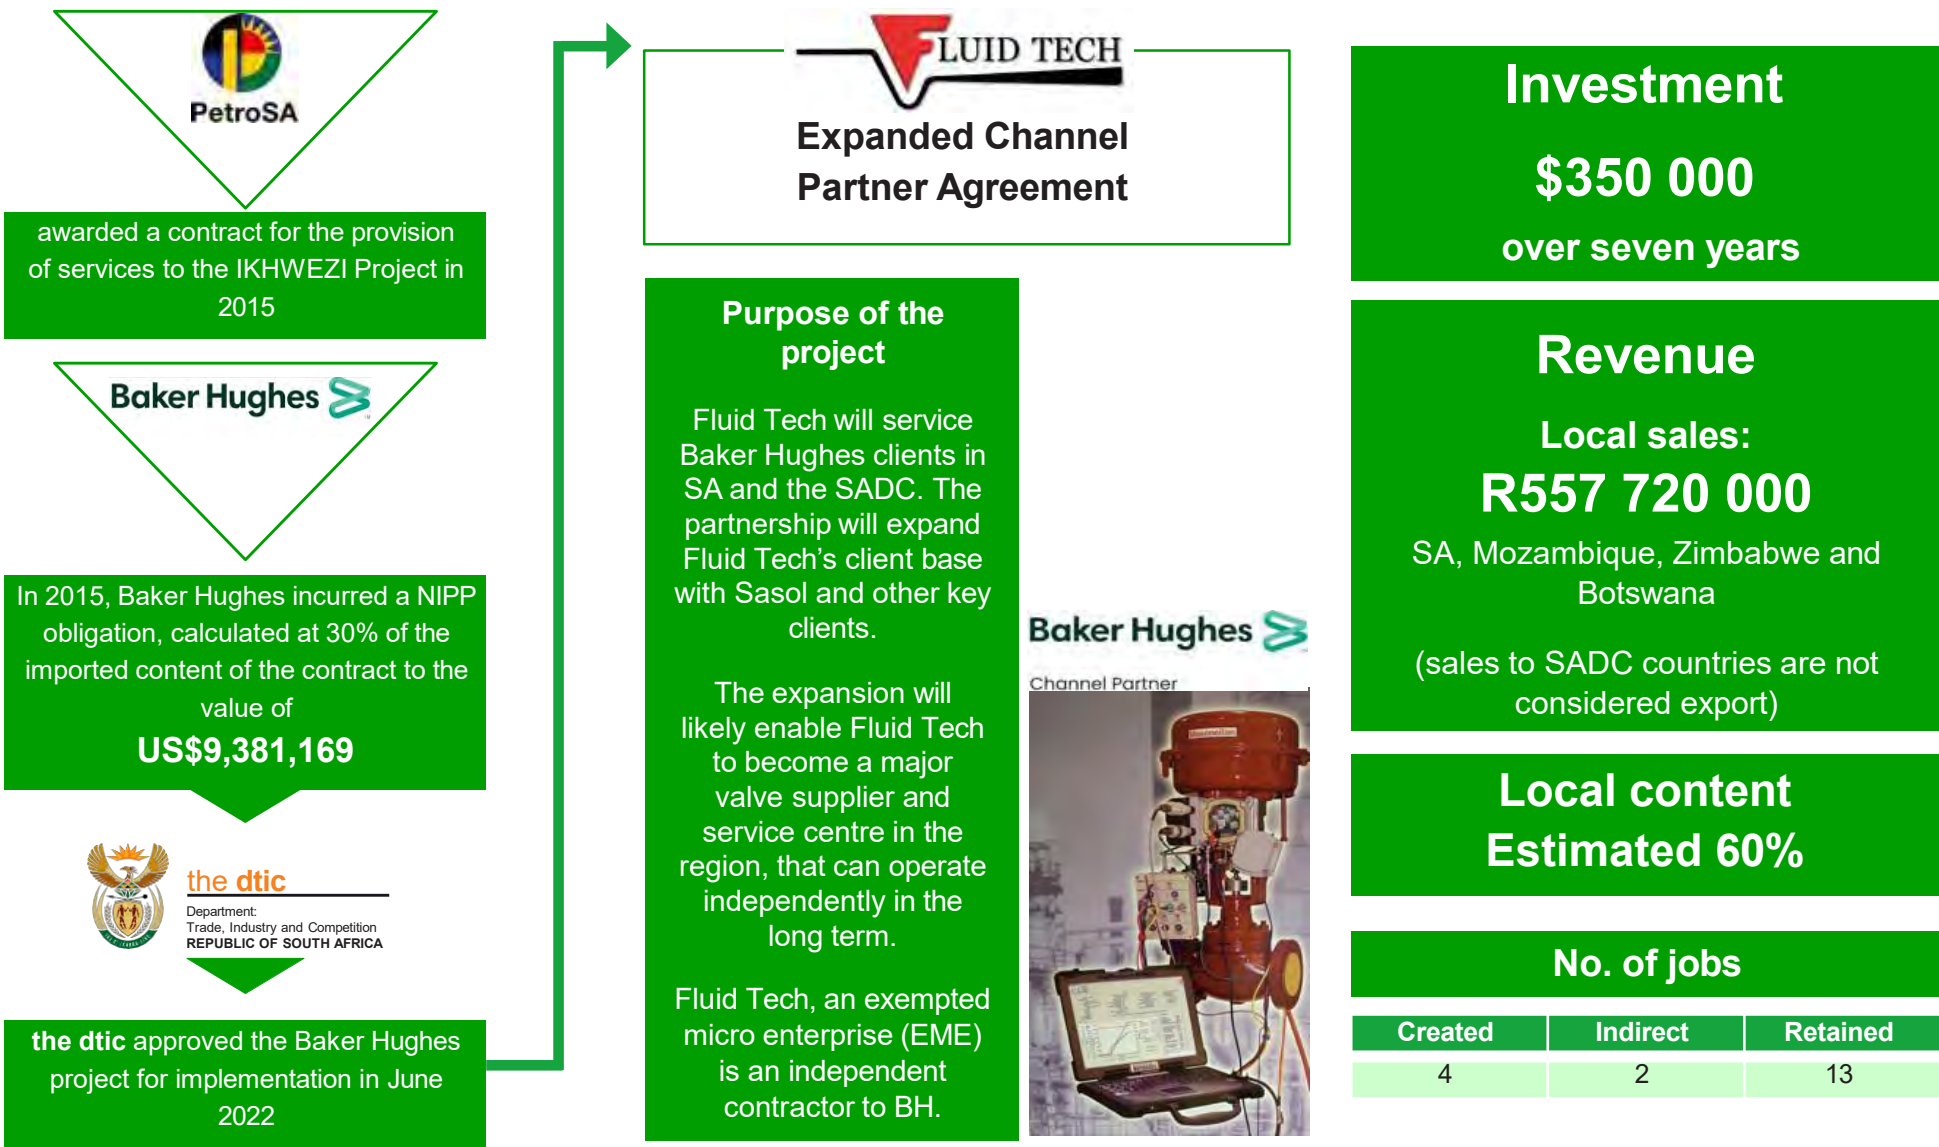 PetroSA
awarded a contract for the provision
of services to the IKHWEZI Project in
2015
Baker Hughes
In 2015, Baker Hughes incurred a NIPP
obligation, calculated at 30% of the
imported content of the contract to the
value of
US$9,381,169
the dtic
Department:
Trade, Industry and Competition
REPUBLIC OF SOUTH AFRICA
the dtic approved the Baker Hughes
project for implementation in June
2022
FLUID TECH
Expanded Channel
Partner Agreement
Purpose of the
project
Fluid Tech will service
Baker Hughes clients in
SA and the SADC. The
partnership will expand
Fluid Tech's client base
with Sasol and other key
clients.
The expansion will
likely enable Fluid Tech
to become a major
valve supplier and
service centre in the
region, that can operate
independently in the
long term.
Fluid Tech, an exempted
micro enterprise (EME)
is an independent
contractor to BH.
Baker Hughes
Channel Partner
Investment
$350 000
over seven years
Revenue
Local sales:
R557 720 000
SA, Mozambique, Zimbabwe and
Botswana
(sales to SADC countries are not
considered export)
Local content
Estimated 60%
No. of jobs
Created Indirect Retained
4 2 13